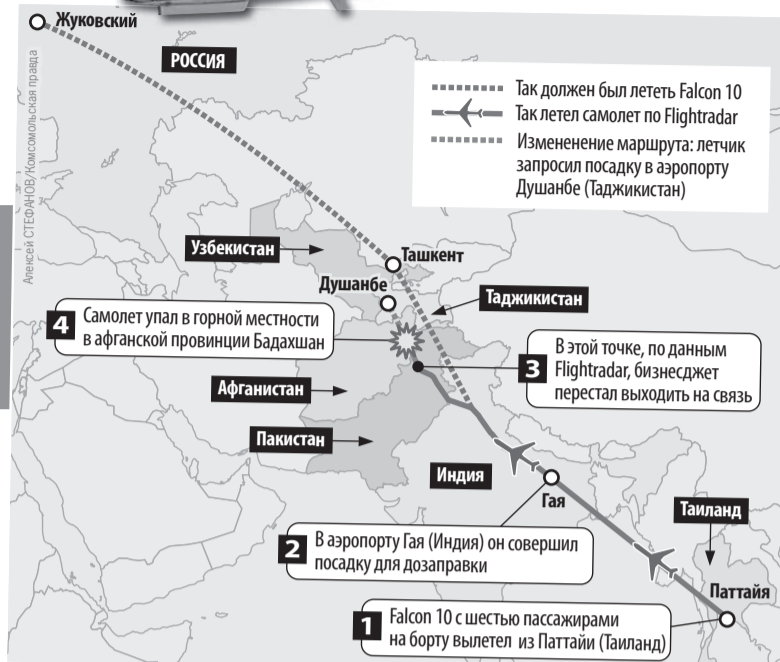 Жуковский
РОССИЯ
Так должен был лететь Falcon 10
Так летел самолет по Flightradar
Измененение маршрута: летчик
запросил посадку в аэропорту
Душанбе (Таджикистан)
Алексей СТЕФАНОВ/Комсомольская правда
Узбекистан
Ташкент
Душанбе
Таджикистан
4 Самолет упал в горной местности
в афганской провинции Бадахшан
3 В этой точке, по данным
Flightradar, бизнесджет
перестал выходить на связь
Афганистан
Пакистан
Индия
Гая
Таиланд
2 В аэропорту Гая (Индия) он совершил
посадку для дозаправки
Паттайя
1 Falcon 10 с шестью пассажирами
на борту вылетел из Паттайи (Таиланд)